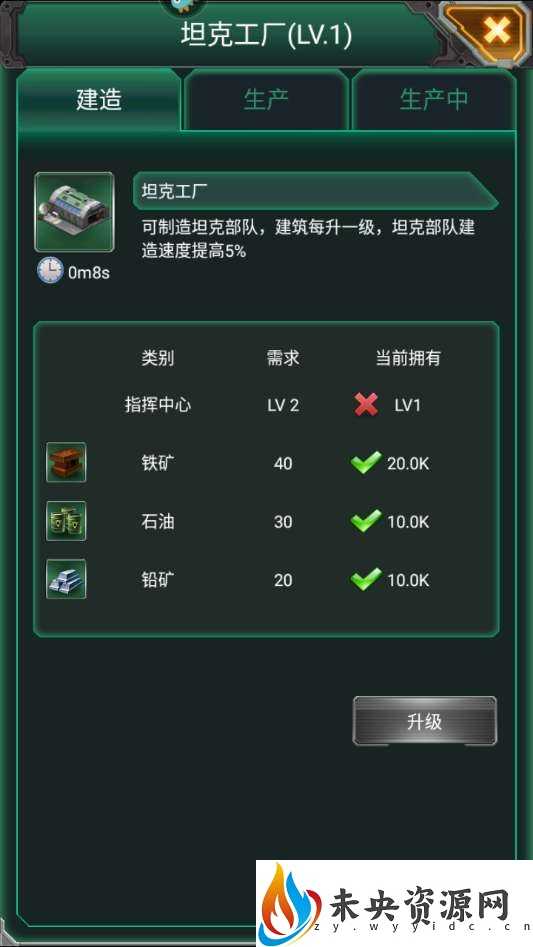 坦克工厂(LV.1)
建造 生产 生产中
坦克工厂
可制造坦克部队，建筑每升一级，坦克部队建
造速度提高5%
0m8s
类别 需求 当前拥有
指挥中心 LV 2 LV1
铁矿 40 20.0K
石油 30 10.0K
铅矿 20 10.0K
升级
未央资源网
zy.wyyidc.cn